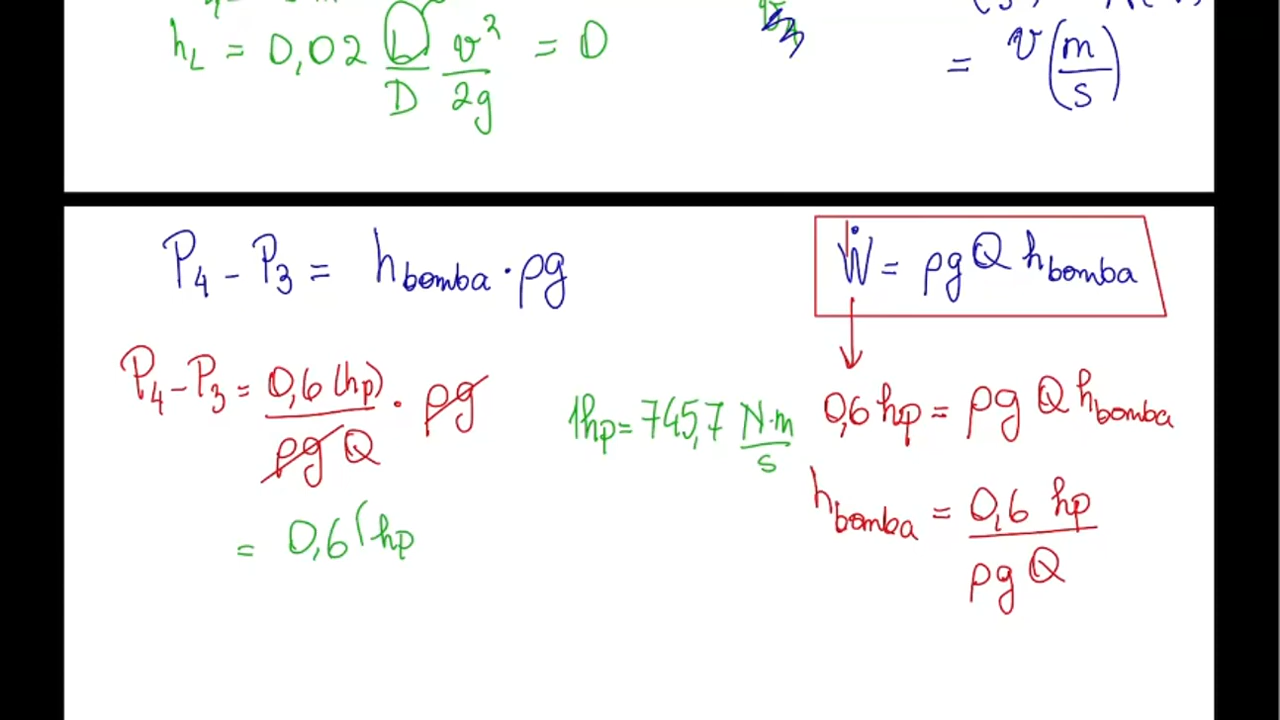 h_L = 0,02 L/D v²/2g = 0
= v (m/s)
P₄ - P₃ = h_bomba · ρg
Ẇ = ρg Q h_bomba
P₄ - P₃ = 0,6 (hp)/ρg Q · ρg
1hp = 745,7 N·m/s
0,6 hp = ρg Q h_bomba
h_bomba = 0,6 hp/ρg Q
= 0,6 (hp